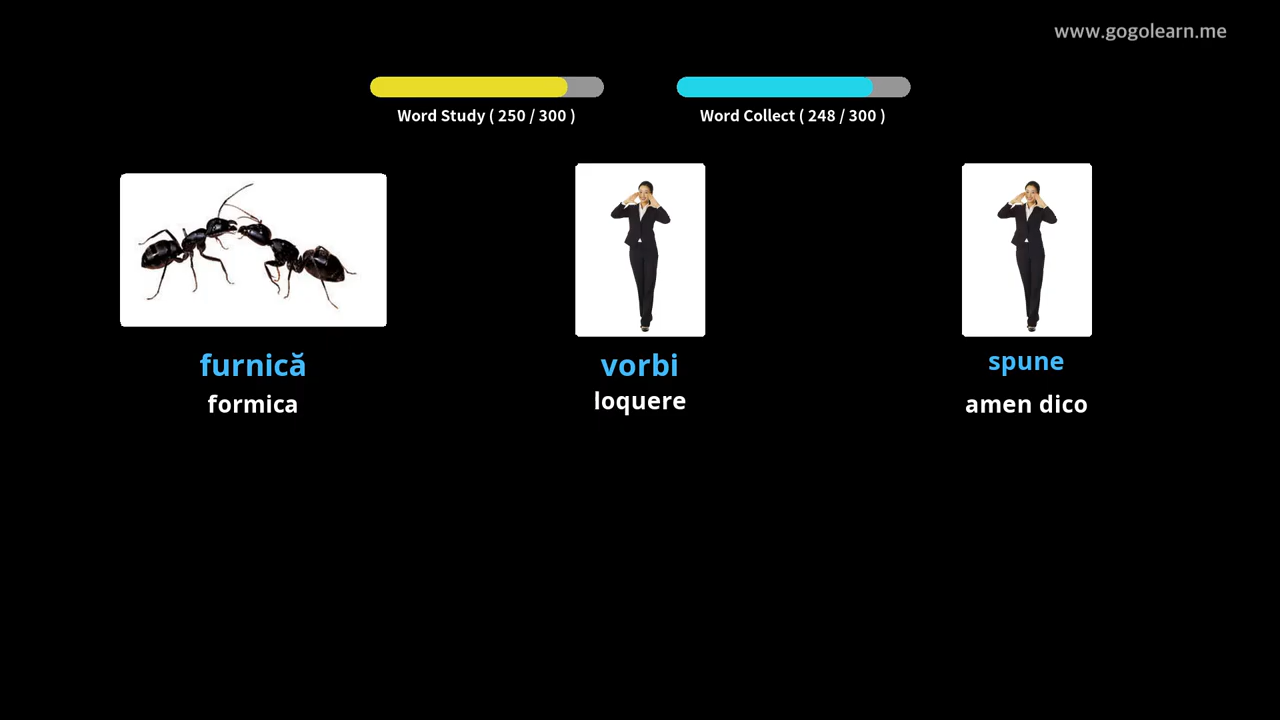 www.gogolearn.me
Word Study ( 250 / 300 )
Word Collect ( 248 / 300 )
furnică
formica
vorbi
loquere
spune
amen dico